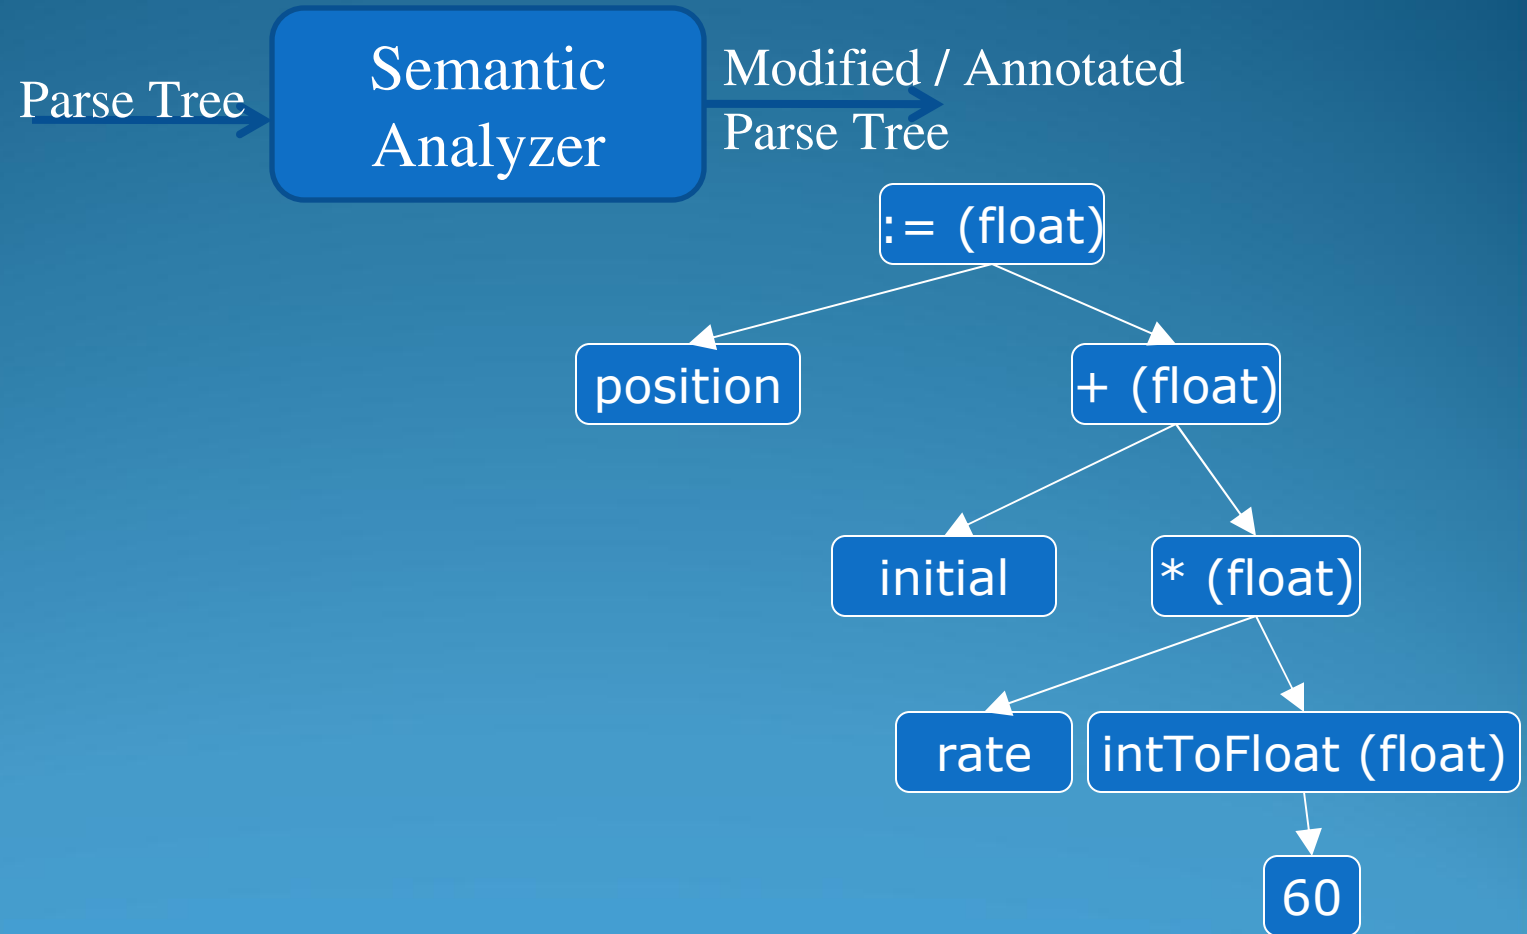 Parse Tree
Semantic
Analyzer
Modified / Annotated
Parse Tree
:= (float)
position
+ (float)
initial
* (float)
rate
intToFloat (float)
60